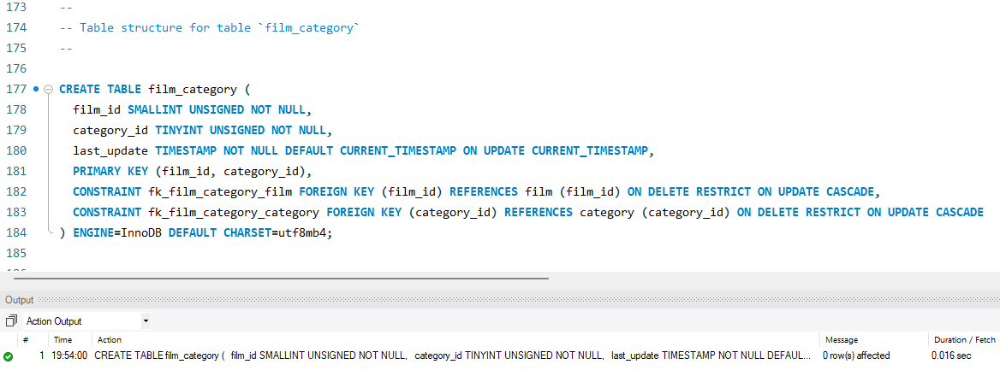 173 --
174 -- Table structure for table `film_category`
175 --
176
177 CREATE TABLE film_category (
178 film_id SMALLINT UNSIGNED NOT NULL,
179 category_id TINYINT UNSIGNED NOT NULL,
180 last_update TIMESTAMP NOT NULL DEFAULT CURRENT_TIMESTAMP ON UPDATE CURRENT_TIMESTAMP,
181 PRIMARY KEY (film_id, category_id),
182 CONSTRAINT fk_film_category_film FOREIGN KEY (film_id) REFERENCES film (film_id) ON DELETE RESTRICT ON UPDATE CASCADE,
183 CONSTRAINT fk_film_category_category FOREIGN KEY (category_id) REFERENCES category (category_id) ON DELETE RESTRICT ON UPDATE CASCADE
184 ) ENGINE=InnoDB DEFAULT CHARSET=utf8mb4;
185
Output
Action Output
# Time Action Message Duration / Fetch
1 19:54:00 CREATE TABLE film_category ( film_id SMALLINT UNSIGNED NOT NULL, category_id TINYINT UNSIGNED NOT NULL, last_update TIMESTAMP NOT NULL DEFAUL... 0 row(s) affected 0.016 sec